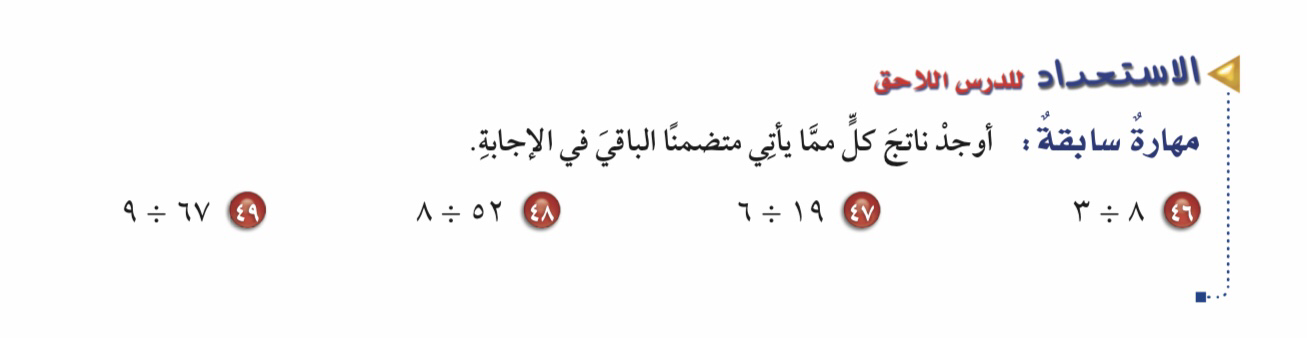 الاستعداد للدرس اللاحق
مهارةٌ سابقةٌ : أوجدْ ناتجَ كلٍّ ممَّا يأتِي متضمنًا الباقيَ في الإجابةِ.
٤٦ ٨ ÷ ٣ ٤٧ ١٩ ÷ ٦ ٤٨ ٥٢ ÷ ٨ ٤٩ ٦٧ ÷ ٩